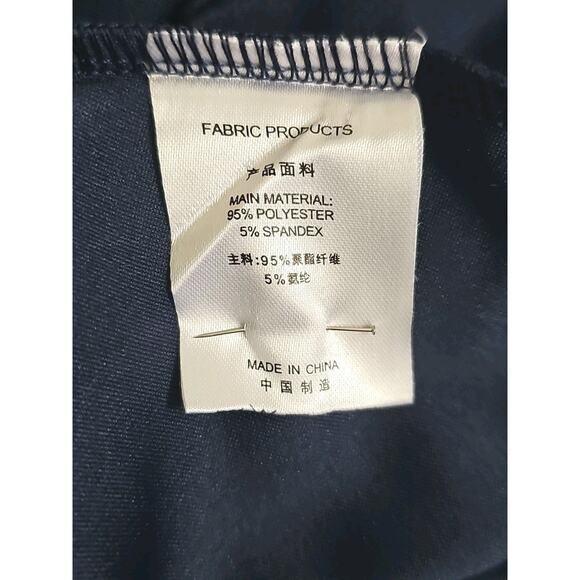 FABRIC PRODUCTS
产品面料
MAIN MATERIAL:
95% POLYESTER
5% SPANDEX
主料:95%聚酯纤维
5%氨纶
MADE IN CHINA
中国制造